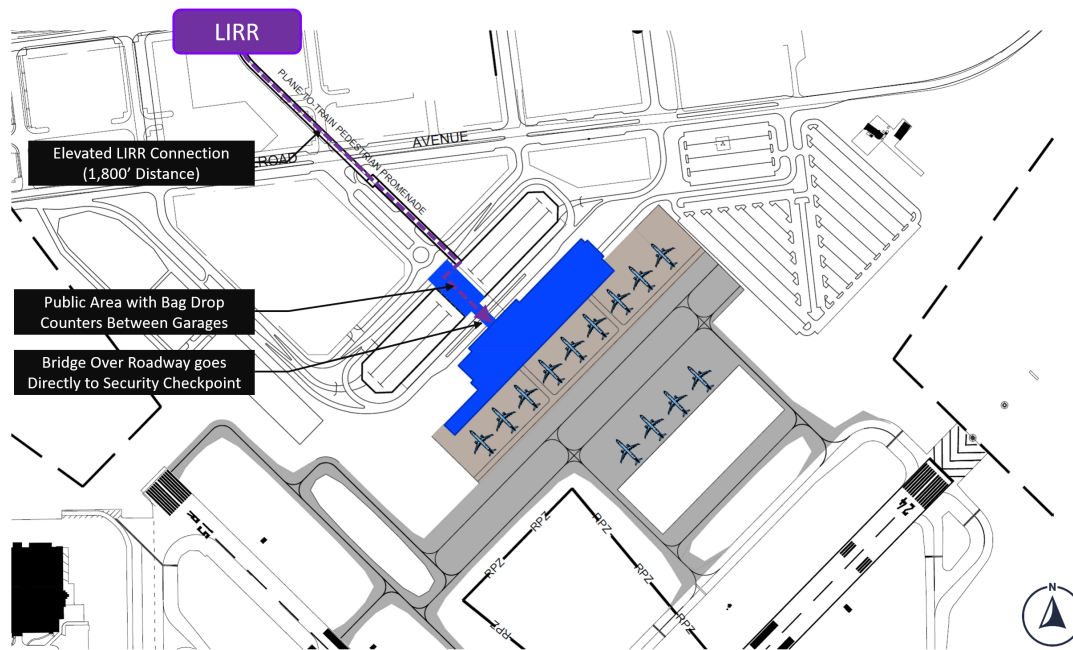 LIRR
PLANE-TO-TRAIN PEDESTRIAN PROMENADE
Elevated LIRR Connection
(1,800' Distance)
ROAD
AVENUE
Public Area with Bag Drop
Counters Between Garages
Bridge Over Roadway goes
Directly to Security Checkpoint
24
RPZ
RPZ
RPZ
RPZ
RPZ
RPZ
N